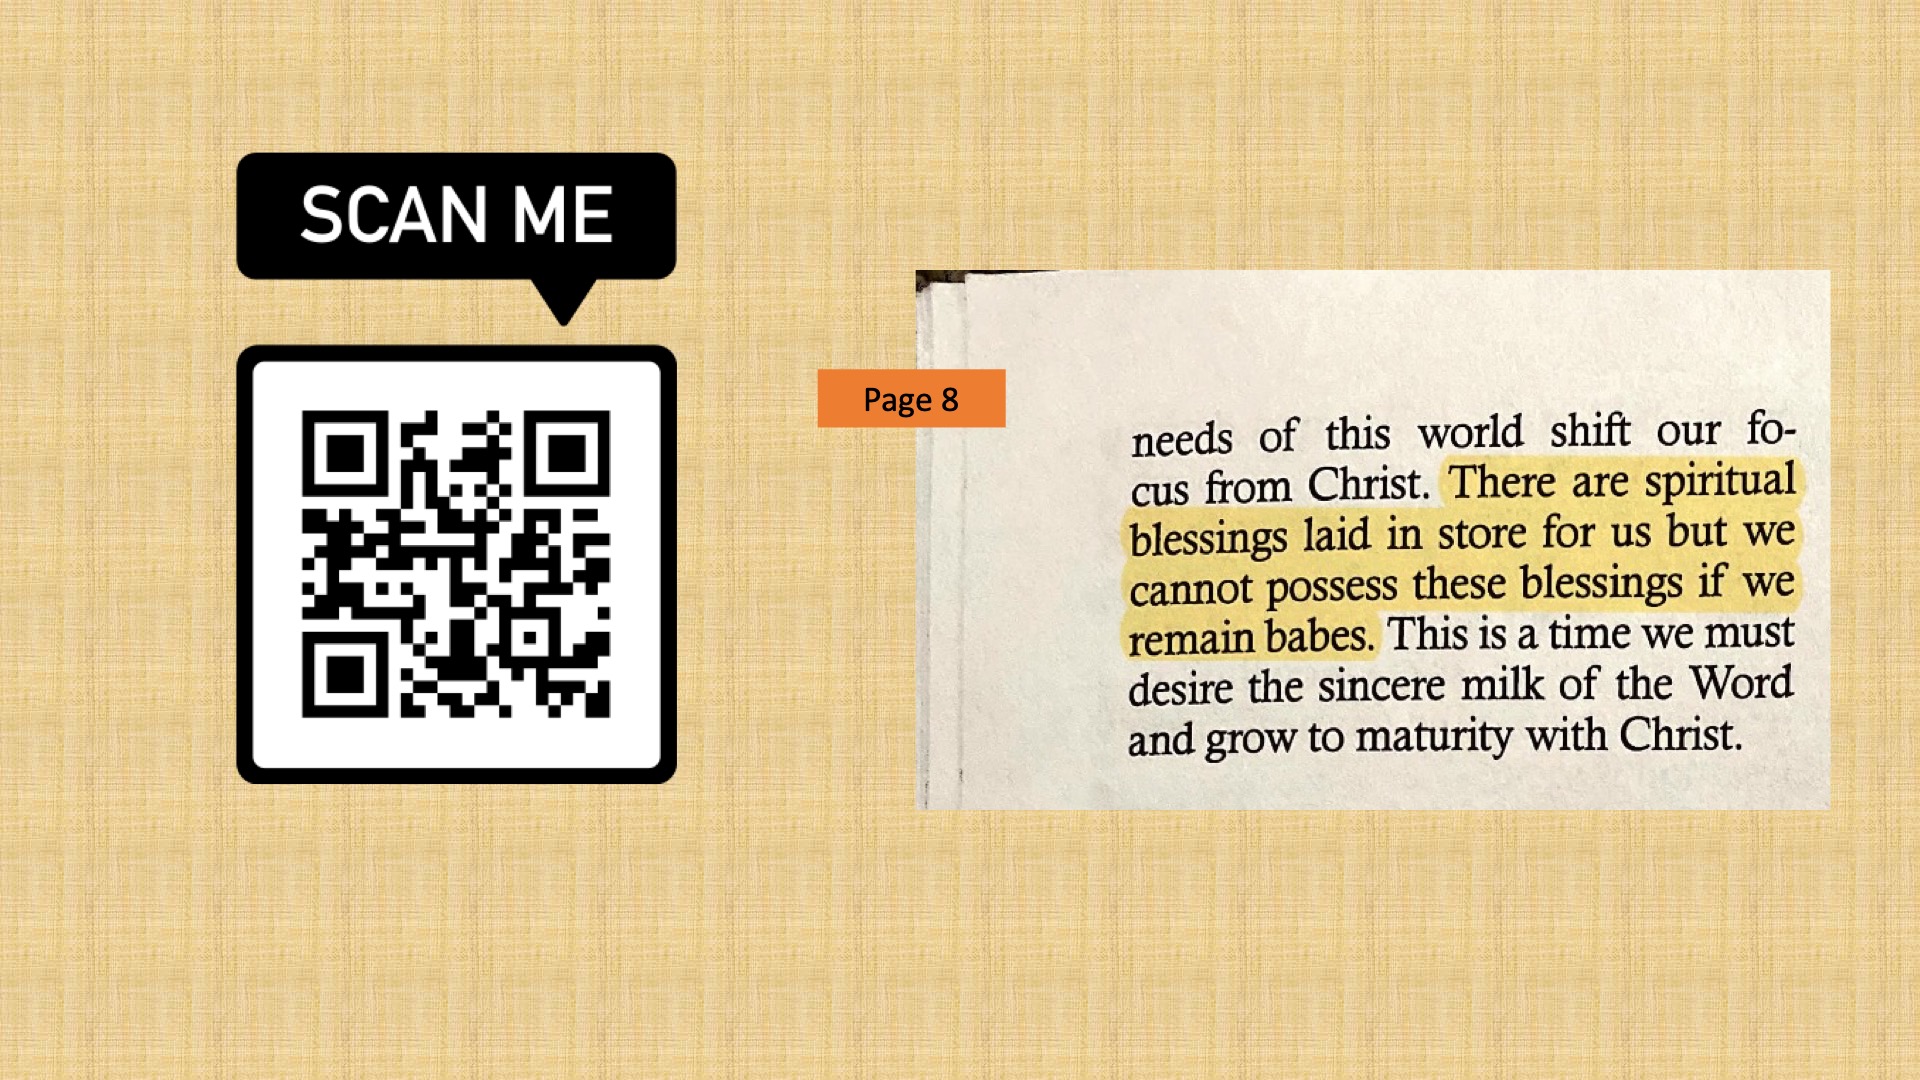 SCAN ME
Page 8
needs of this world shift our fo-
cus from Christ. There are spiritual
blessings laid in store for us but we
cannot possess these blessings if we
remain babes. This is a time we must
desire the sincere milk of the Word
and grow to maturity with Christ.